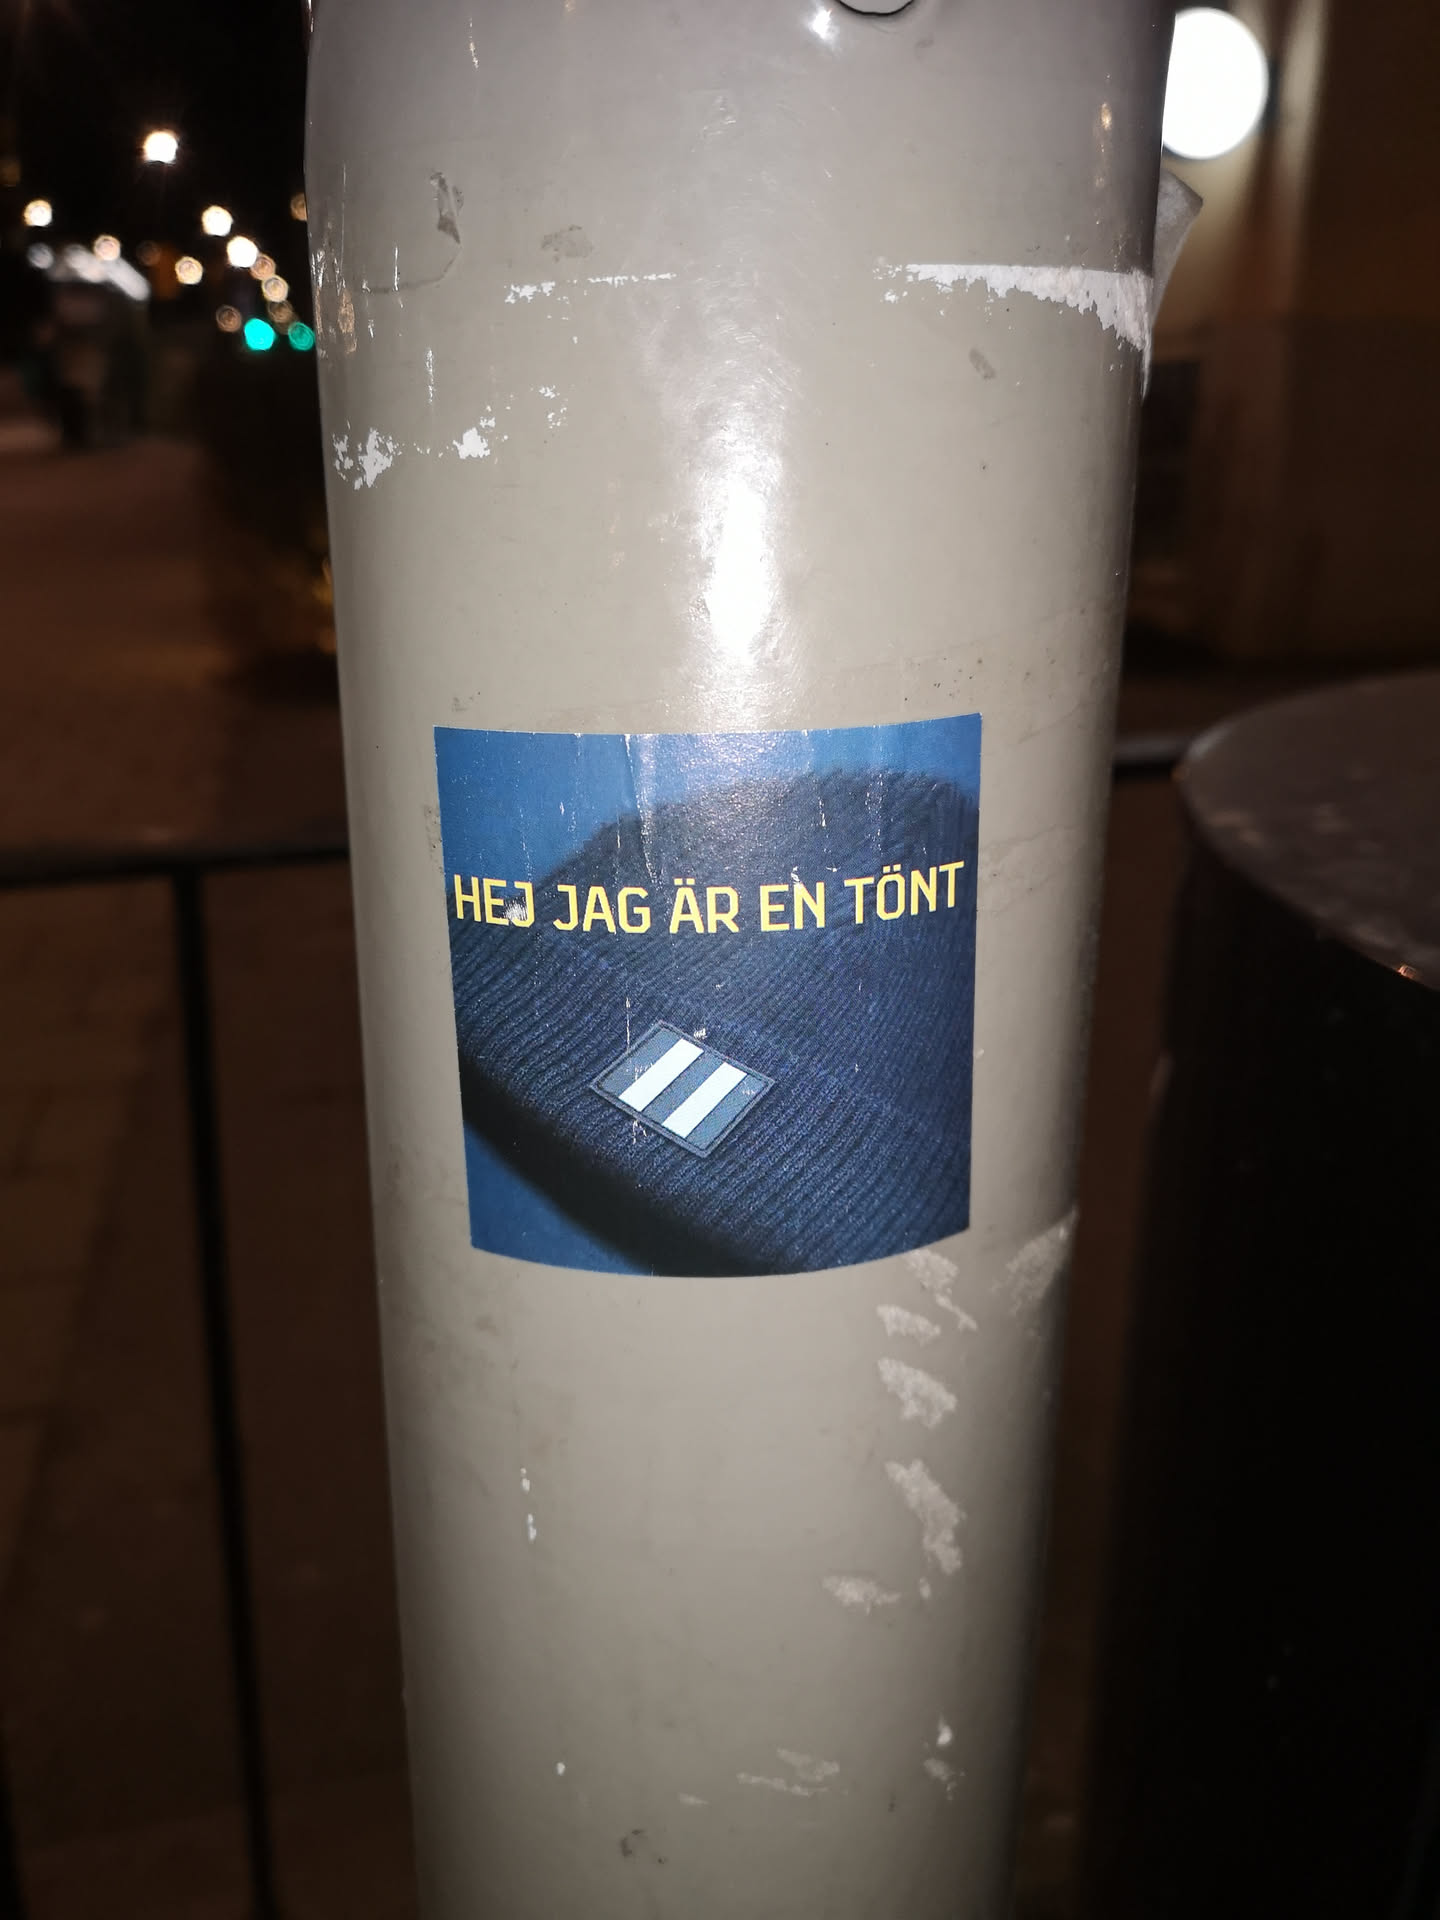 HEJ JAG ÄR EN TÖNT